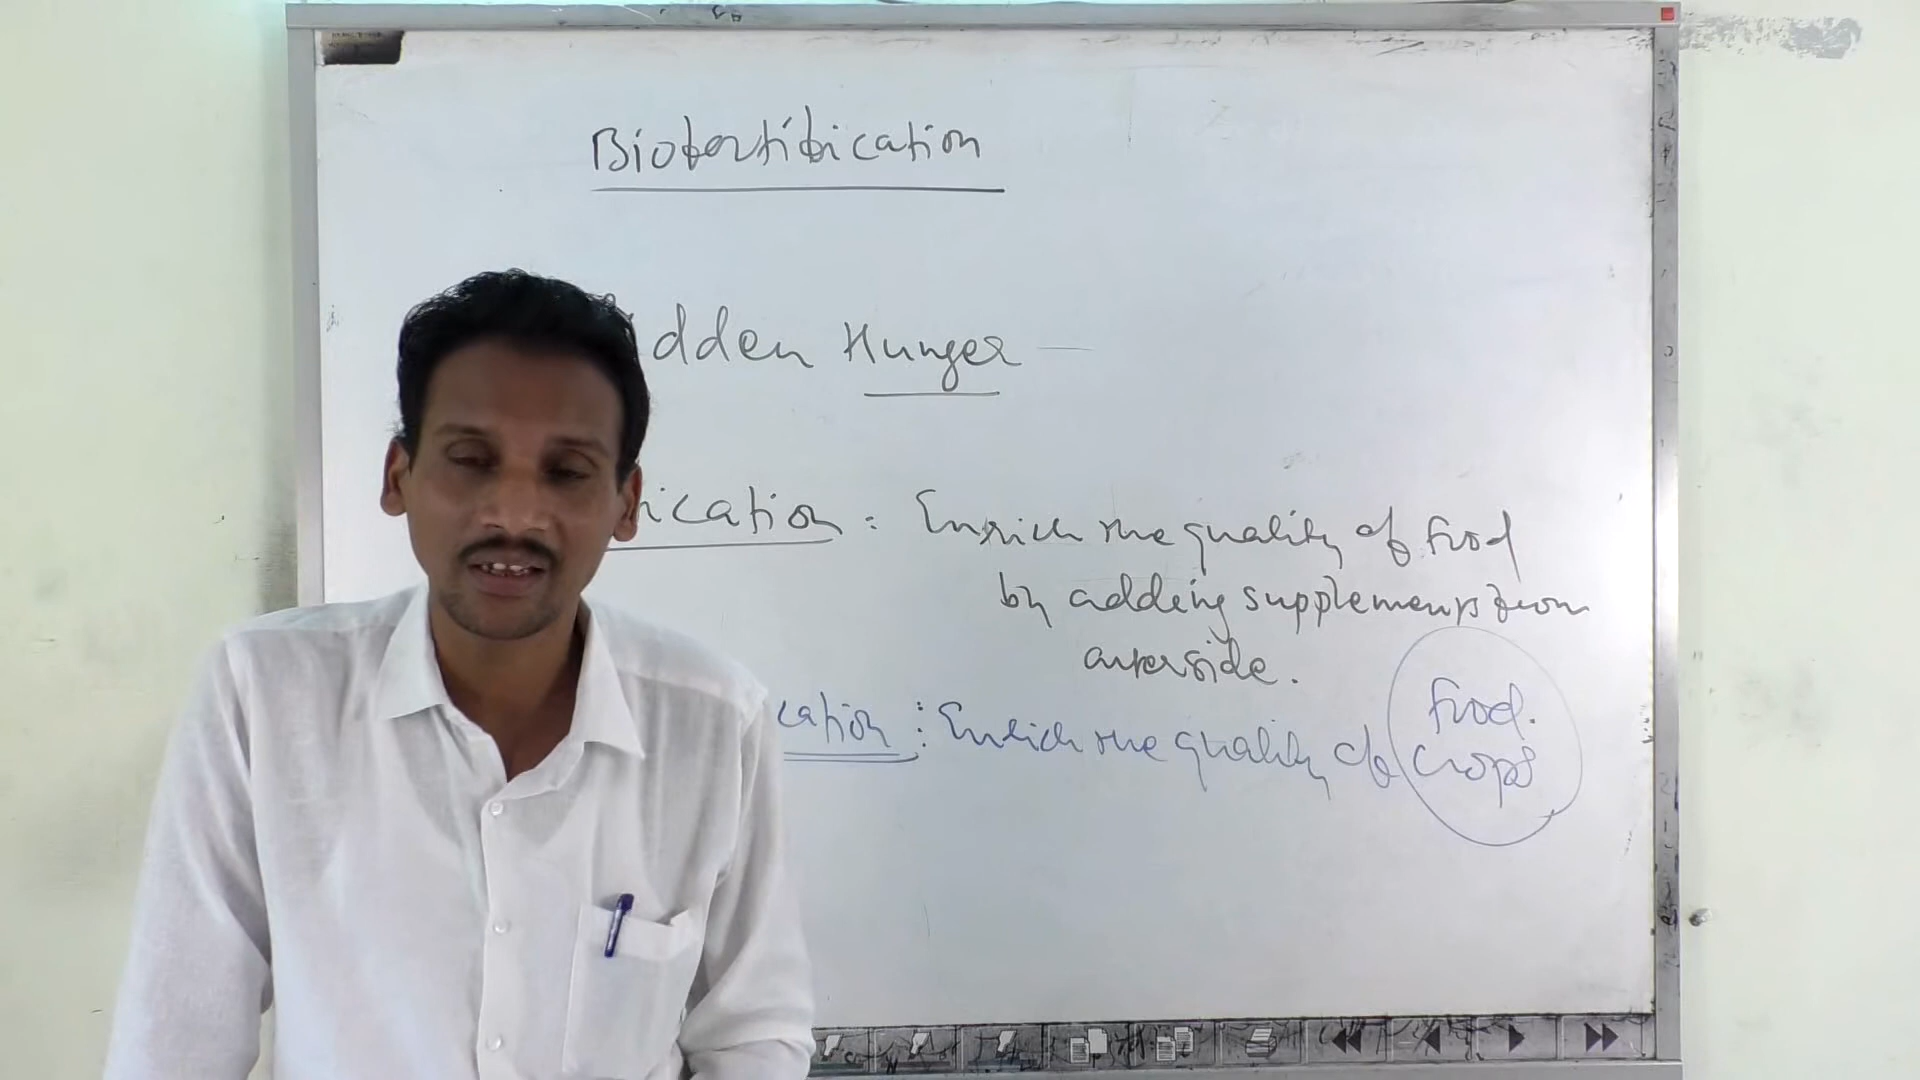 Biofortification
idden Hunger —
ication : Enrich the quality of food
by adding supplements from
outerside.
cation : Enrich the quality of food.
crops